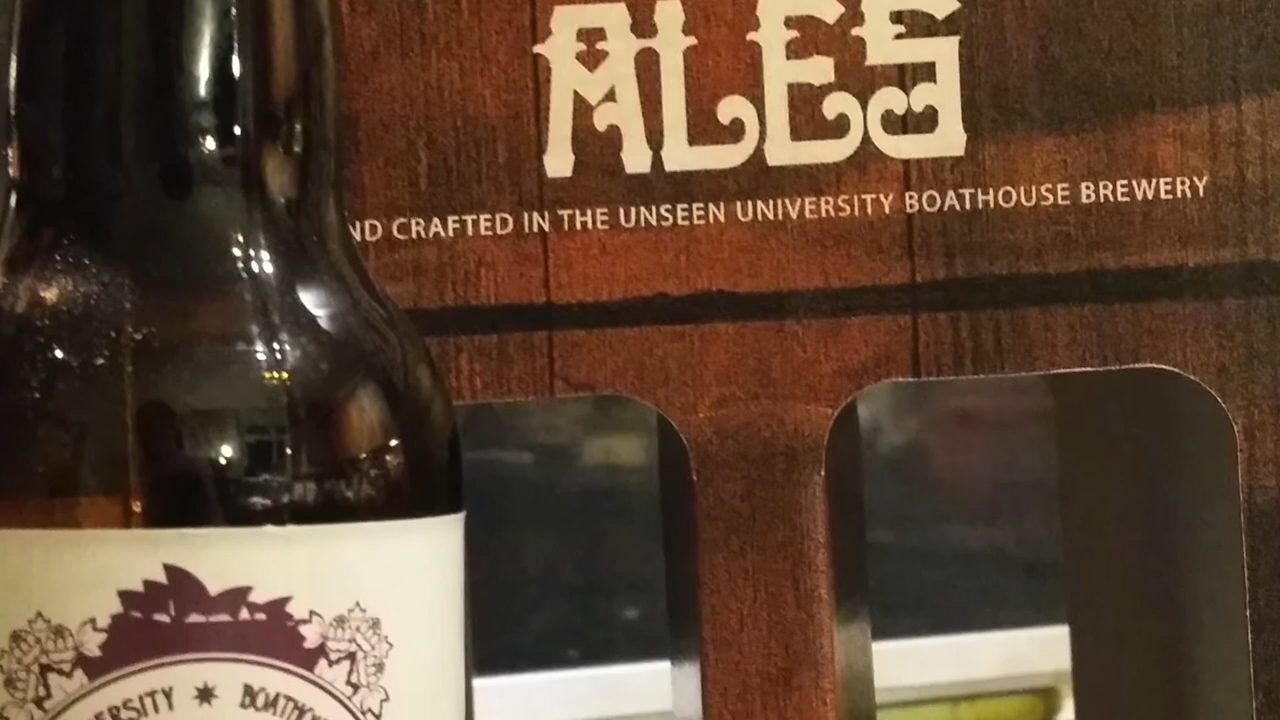 ALES
ND CRAFTED IN THE UNSEEN UNIVERSITY BOATHOUSE BREWERY
ERSITY ✷ BOATHO